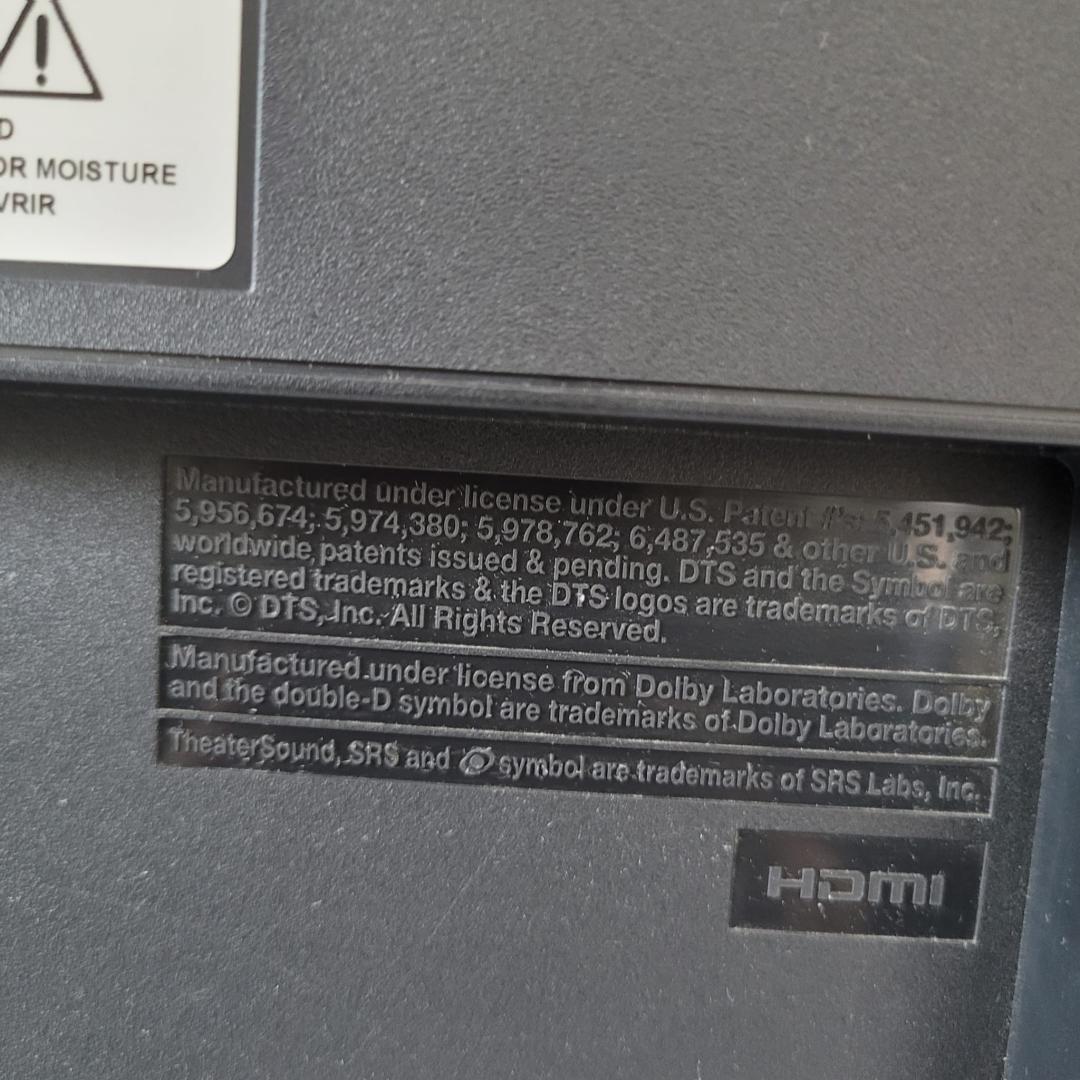 D
OR MOISTURE
VRIR
Manufactured under license under U.S. Patent #'s: 5,451,942;
5,956,674; 5,974,380; 5,978,762; 6,487,535 & other U.S. and
worldwide patents issued & pending. DTS and the Symbol are
registered trademarks & the DTS logos are trademarks of DTS,
Inc. © DTS, Inc. All Rights Reserved.
Manufactured under license from Dolby Laboratories. Dolby
and the double-D symbol are trademarks of Dolby Laboratories.
TheaterSound, SRS and symbol are trademarks of SRS Labs, Inc.
HDMI